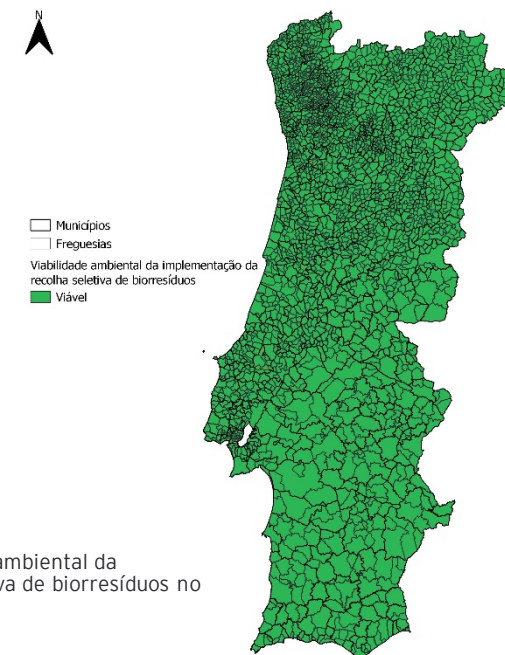 N
Municípios
Freguesias
Viabilidade ambiental da implementação da
recolha seletiva de biorresíduos
Viável
ambiental da
va de biorresíduos no